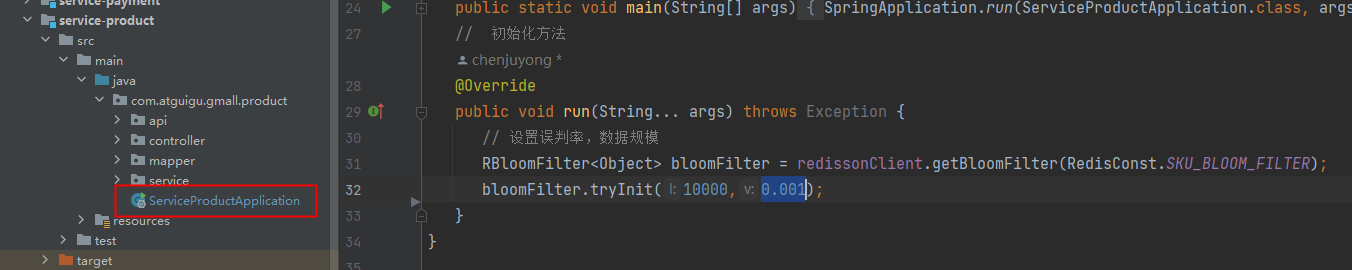 service-payment
service-product
src
main
java
com.atguigu.gmall.product
api
controller
mapper
service
ServiceProductApplication
resources
test
target
24 public static void main(String[] args) { SpringApplication.run(ServiceProductApplication.class, args
27 // 初始化方法
chenjuyong *
28 @Override
29 public void run(String... args) throws Exception {
30 // 设置误判率，数据规模
31 RBloomFilter<Object> bloomFilter = redissonClient.getBloomFilter(RedisConst.SKU_BLOOM_FILTER);
32 bloomFilter.tryInit( l: 10000, v: 0.001);
33 }
34 }
35